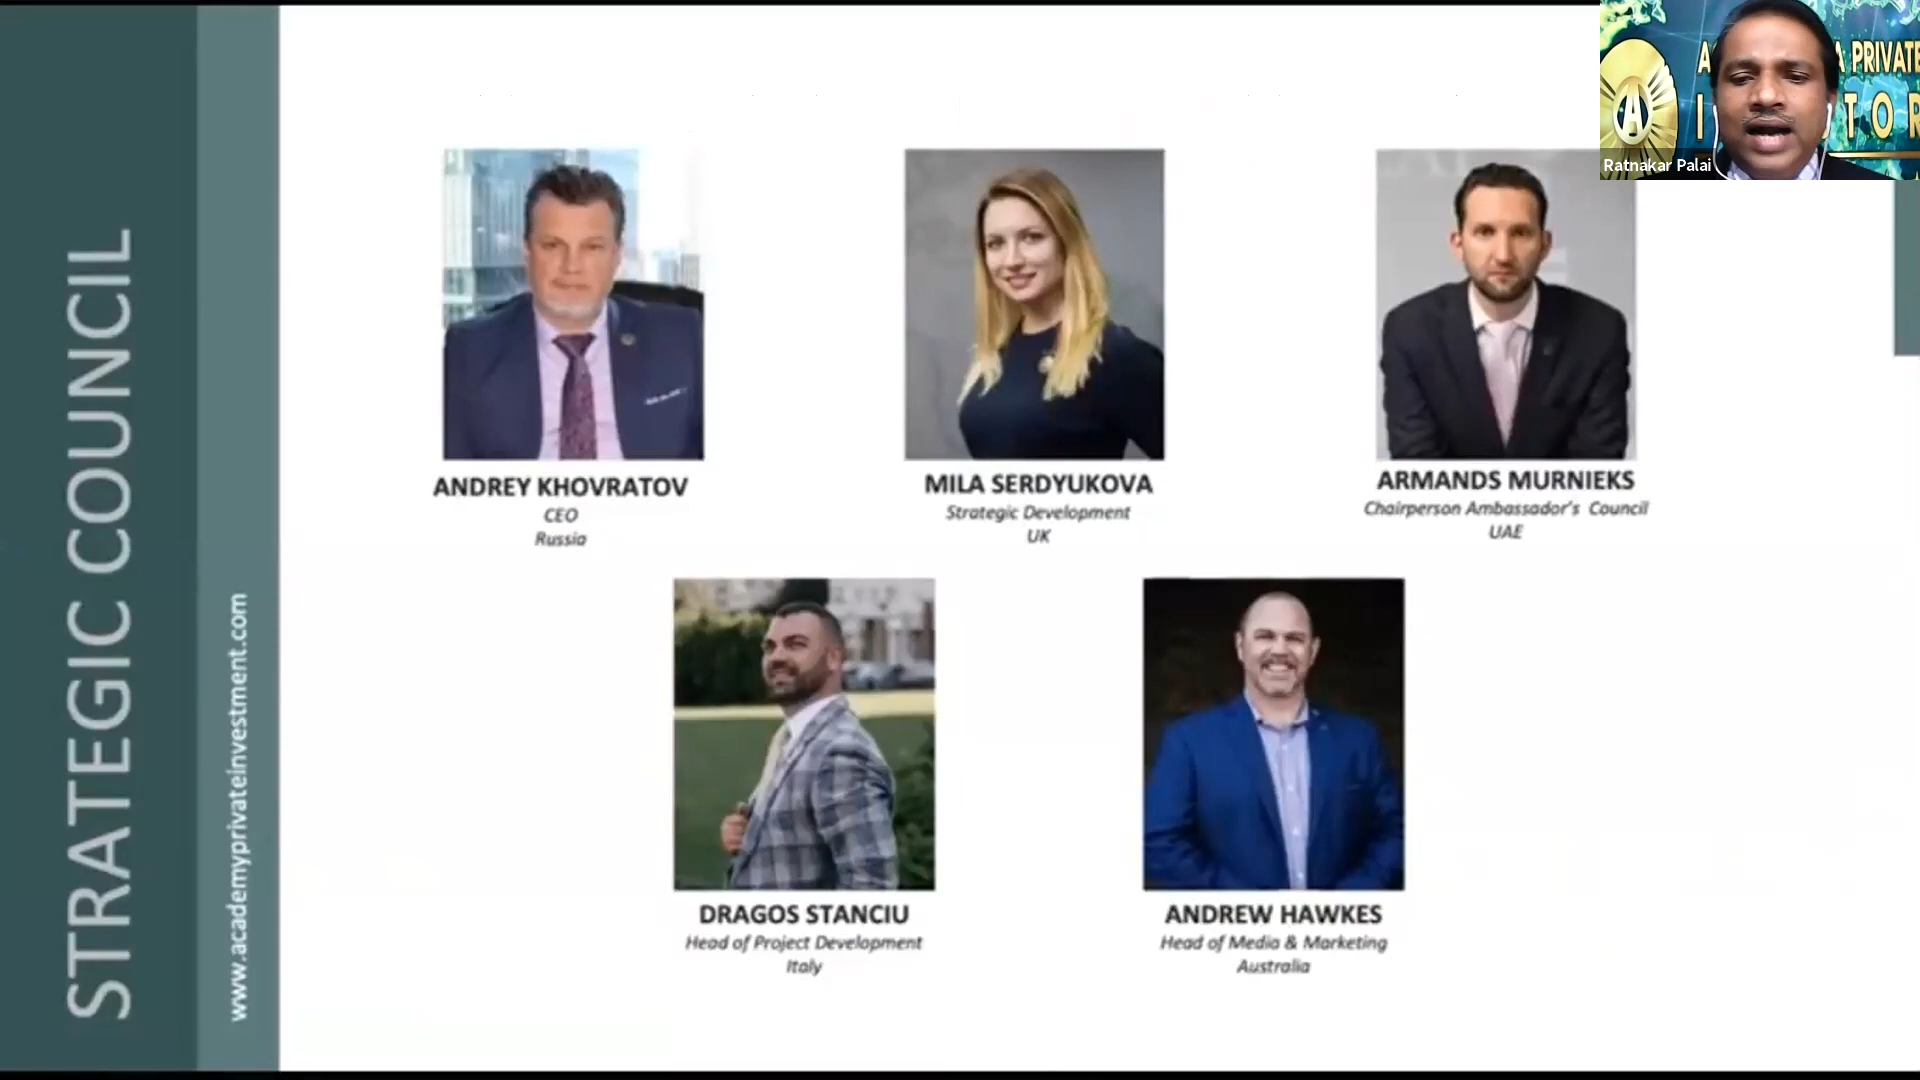 STRATEGIC COUNCIL
www.academyprivateinvestment.com
A PRIVATE
Ratnakar Palai
ANDREY KHOVRATOV
CEO
Russia
MILA SERDYUKOVA
Strategic Development
UK
ARMANDS MURNIEKS
Chairperson Ambassador's Council
UAE
DRAGOS STANCIU
Head of Project Development
Italy
ANDREW HAWKES
Head of Media & Marketing
Australia